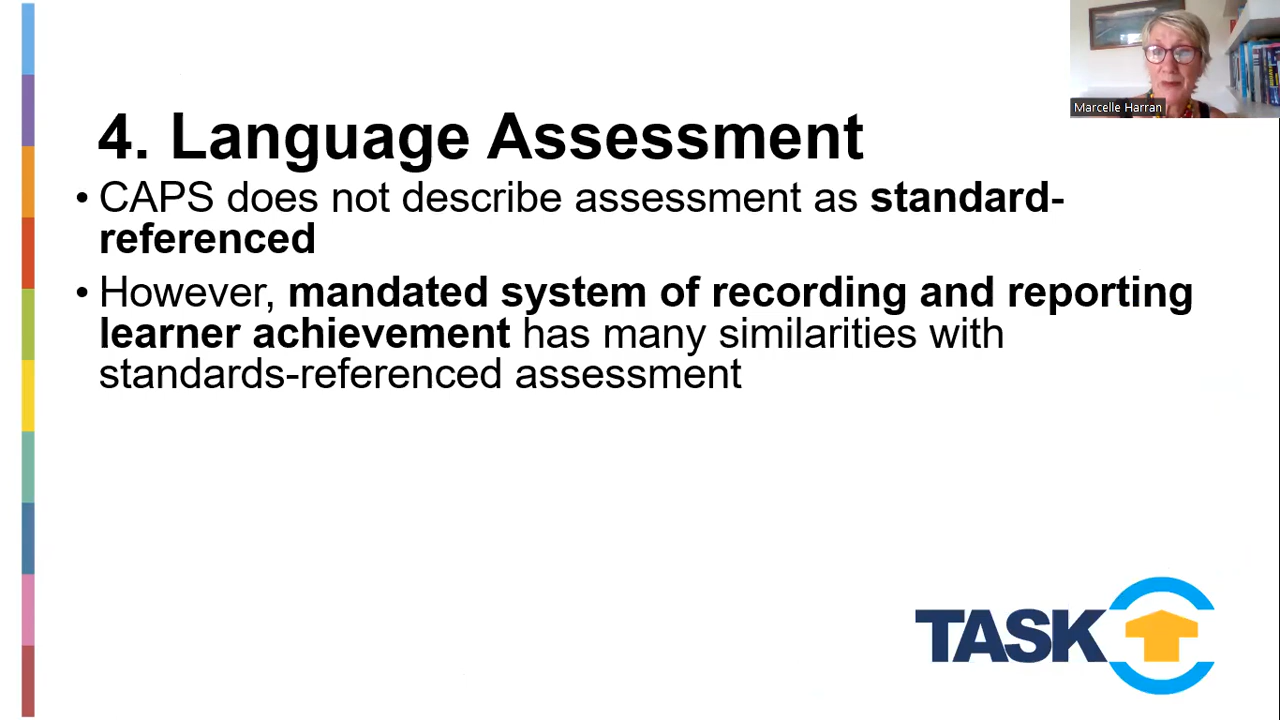 Marcelle Harran
4. Language Assessment
• CAPS does not describe assessment as standard-
referenced
• However, mandated system of recording and reporting
learner achievement has many similarities with
standards-referenced assessment
TASK